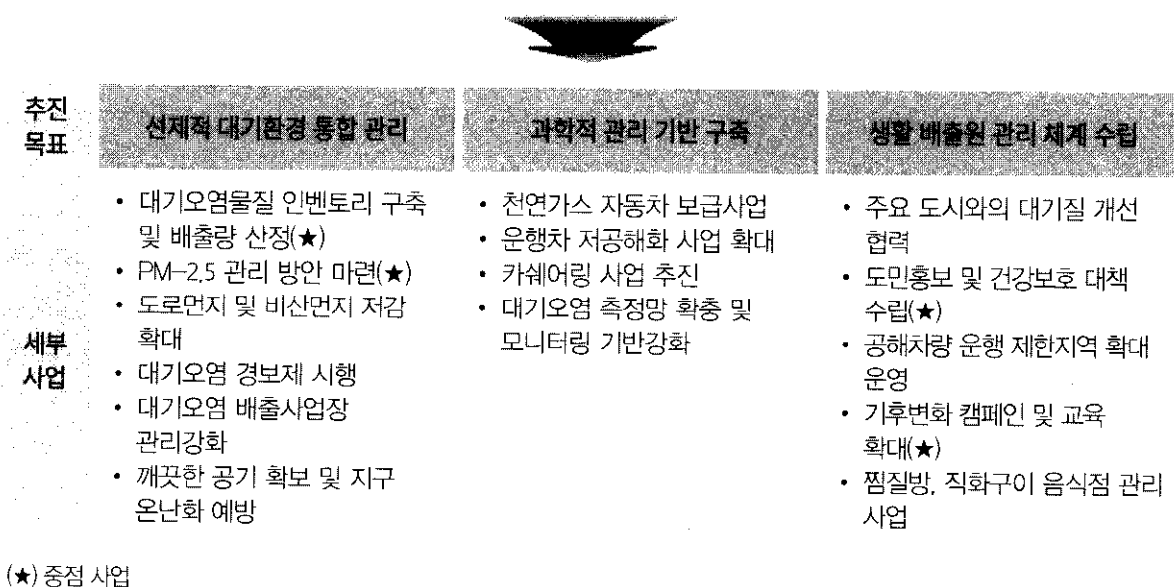 추진
목표
선제적 대기환경 통합 관리
과학적 관리 기반 구축
생활 배출원 관리 체계 수립
세부
사업
• 대기오염물질 인벤토리 구축
및 배출량 산정(★)
• PM-2.5 관리 방안 마련(★)
• 도로먼지 및 비산먼지 저감
확대
• 대기오염 경보제 시행
• 대기오염 배출사업장
관리강화
• 깨끗한 공기 확보 및 지구
온난화 예방
• 천연가스 자동차 보급사업
• 운행차 저공해화 사업 확대
• 카쉐어링 사업 추진
• 대기오염 측정망 확충 및
모니터링 기반강화
• 주요 도시와의 대기질 개선
협력
• 도민홍보 및 건강보호 대책
수립(★)
• 공해차량 운행 제한지역 확대
운영
• 기후변화 캠페인 및 교육
확대(★)
• 찜질방, 직화구이 음식점 관리
사업
(★) 중점 사업